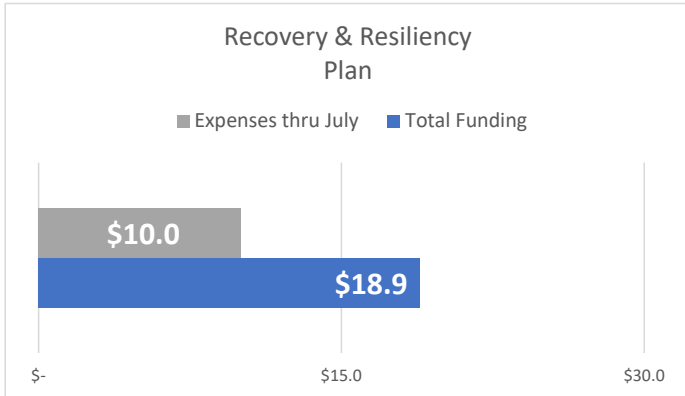 Recovery & Resiliency
Plan
Expenses thru July Total Funding
$10.0
$18.9
$- $15.0 $30.0